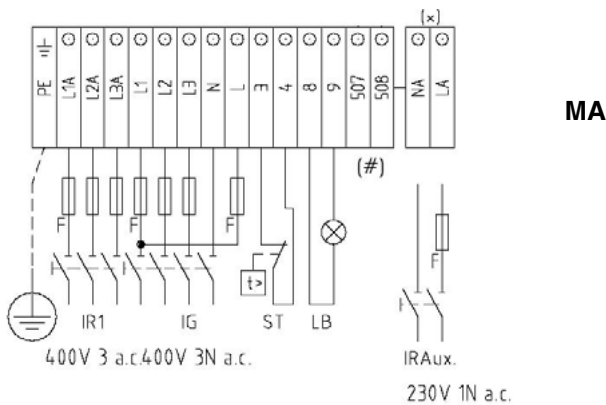 (×)
PE L1A L2A L3A L1 L2 L3 N L 3 4 8 9 507 508 NA LA
MA
(#)
F F F F
t>
IR1 IG ST LB
400V 3 a.c. 400V 3N a.c.
IRAux.
230V 1N a.c.